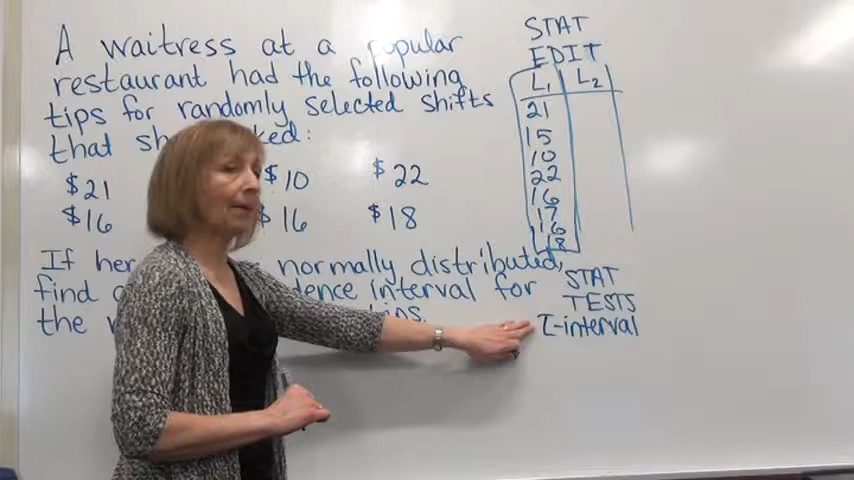 A waitress at a popular
restaurant had the following
tips for randomly selected shifts
that
$21 $10 $22
$16 $16 $18
If her normally distributed,
find interval for
the
STAT
EDIT
L1 L2
21
15
10
22
16
17
16
18
STAT
TESTS
T-interval